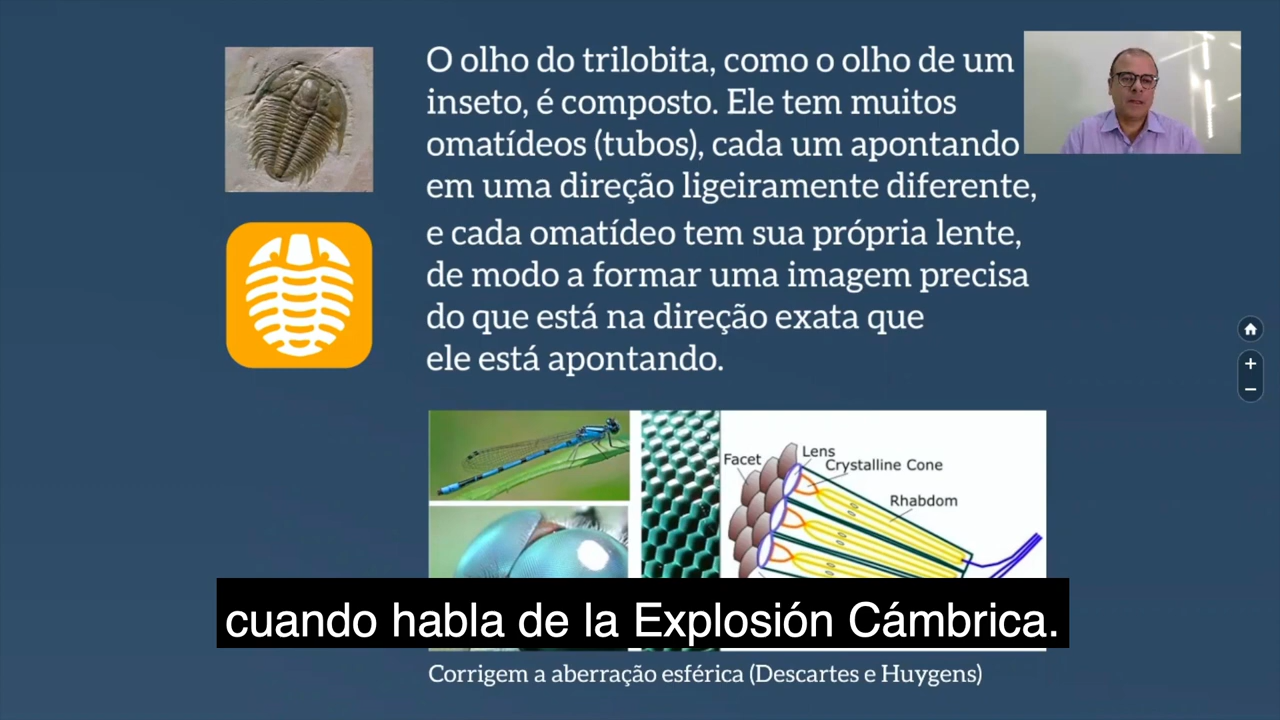 O olho do trilobita, como o olho de um
inseto, é composto. Ele tem muitos
omatídeos (tubos), cada um apontando
em uma direção ligeiramente diferente,
e cada omatídeo tem sua própria lente,
de modo a formar uma imagem precisa
do que está na direção exata que
ele está apontando.
Facet
Lens
Crystalline Cone
Rhabdom
cuando habla de la Explosión Cámbrica.
Corrigem a aberração esférica (Descartes e Huygens)